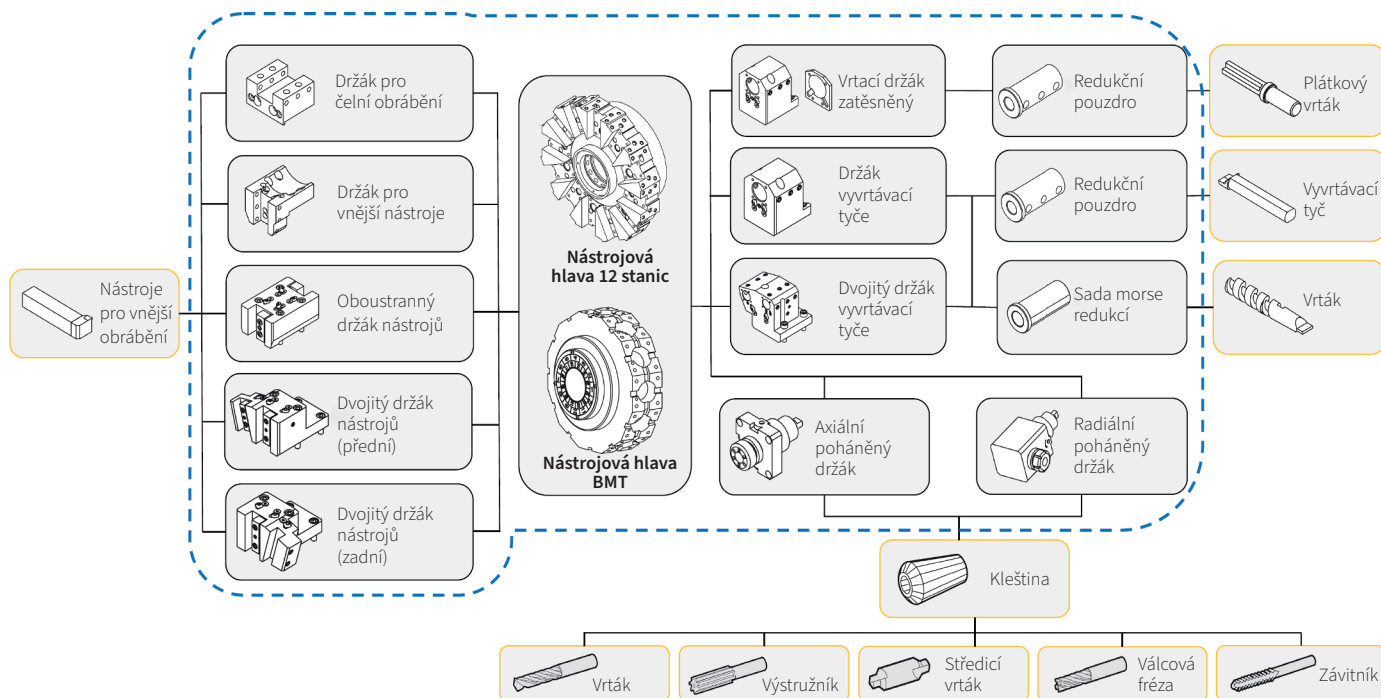 Nástroje
pro vnější
obrábění
Držák pro
čelní obrábění
Držák pro
vnější nástroje
Oboustranný
držák nástrojů
Dvojitý držák
nástrojů
(přední)
Dvojitý držák
nástrojů
(zadní)
Nástrojová
hlava 12 stanic
Nástrojová hlava
BMT
Vrtací držák
zatěsněný
Redukční
pouzdro
Plátkový
vrták
Držák
vyvrtávací
tyče
Redukční
pouzdro
Vyvrtávací
tyč
Dvojitý držák
vyvrtávací
tyče
Sada morse
redukcí
Vrták
Axiální
poháněný
držák
Radiální
poháněný
držák
Kleština
Vrták
Výstružník
Středicí
vrták
Válcová
fréza
Závitník